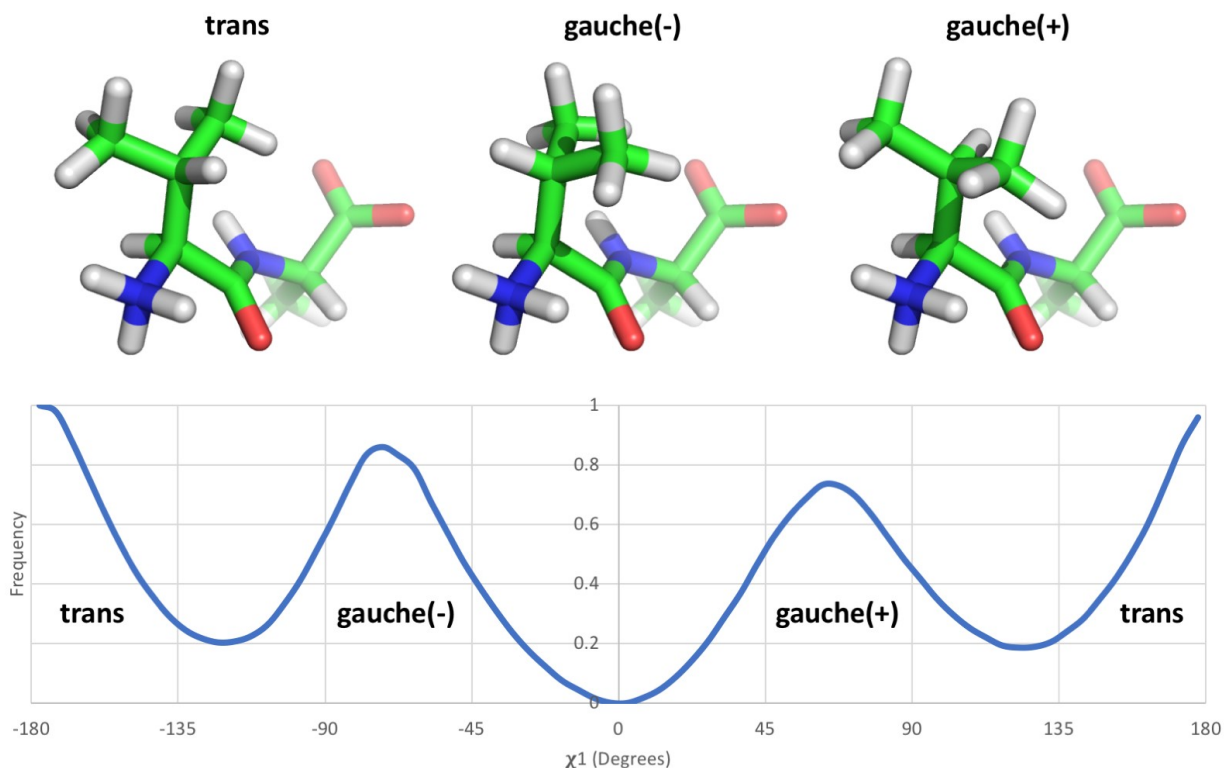 trans
gauche(-)
gauche(+)
1
0.8
0.6
0.4
0.2
0
Frequency
trans
gauche(-)
gauche(+)
trans
-180
-135
-90
-45
0
45
90
135
180
χ1 (Degrees)